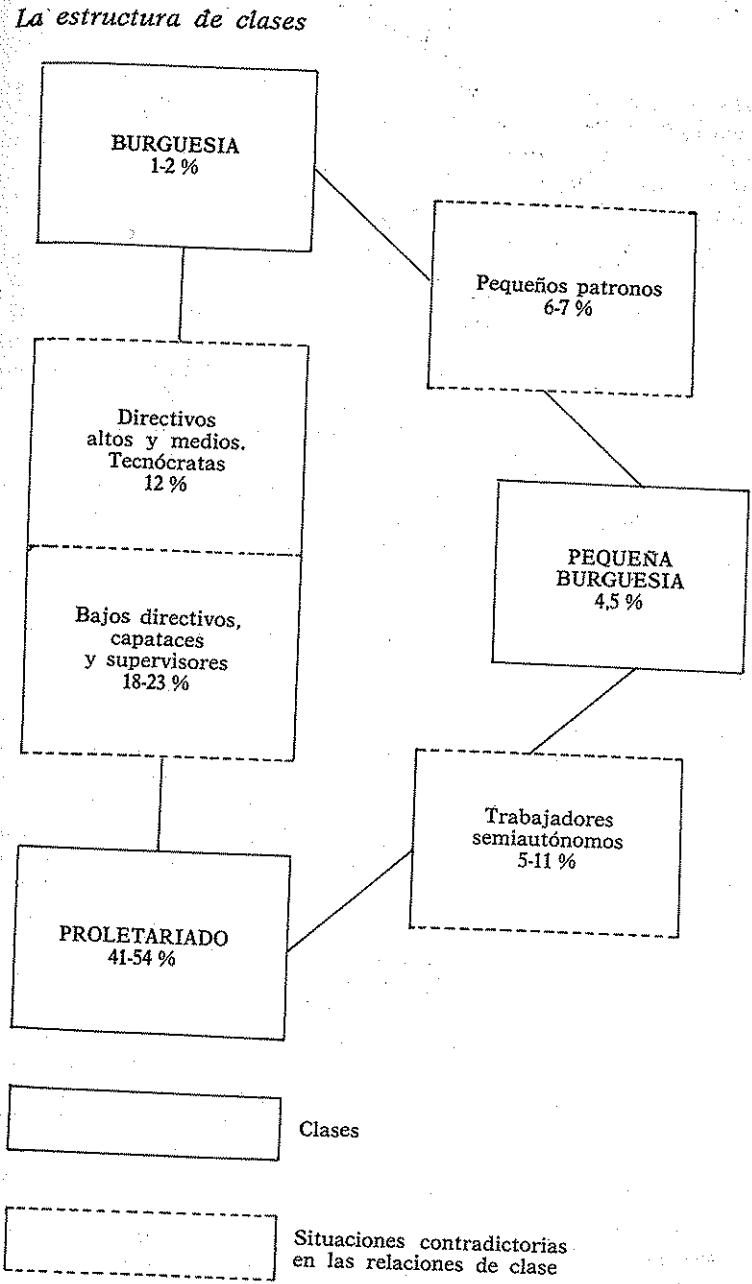 La estructura de clases
BURGUESIA
1-2 %
Pequeños patronos
6-7 %
Directivos
altos y medios.
Tecnócratas
12 %
PEQUEÑA
BURGUESIA
4,5 %
Bajos directivos,
capataces
y supervisores
18-23 %
Trabajadores
semiautónomos
5-11 %
PROLETARIADO
41-54 %
Clases
Situaciones contradictorias
en las relaciones de clase